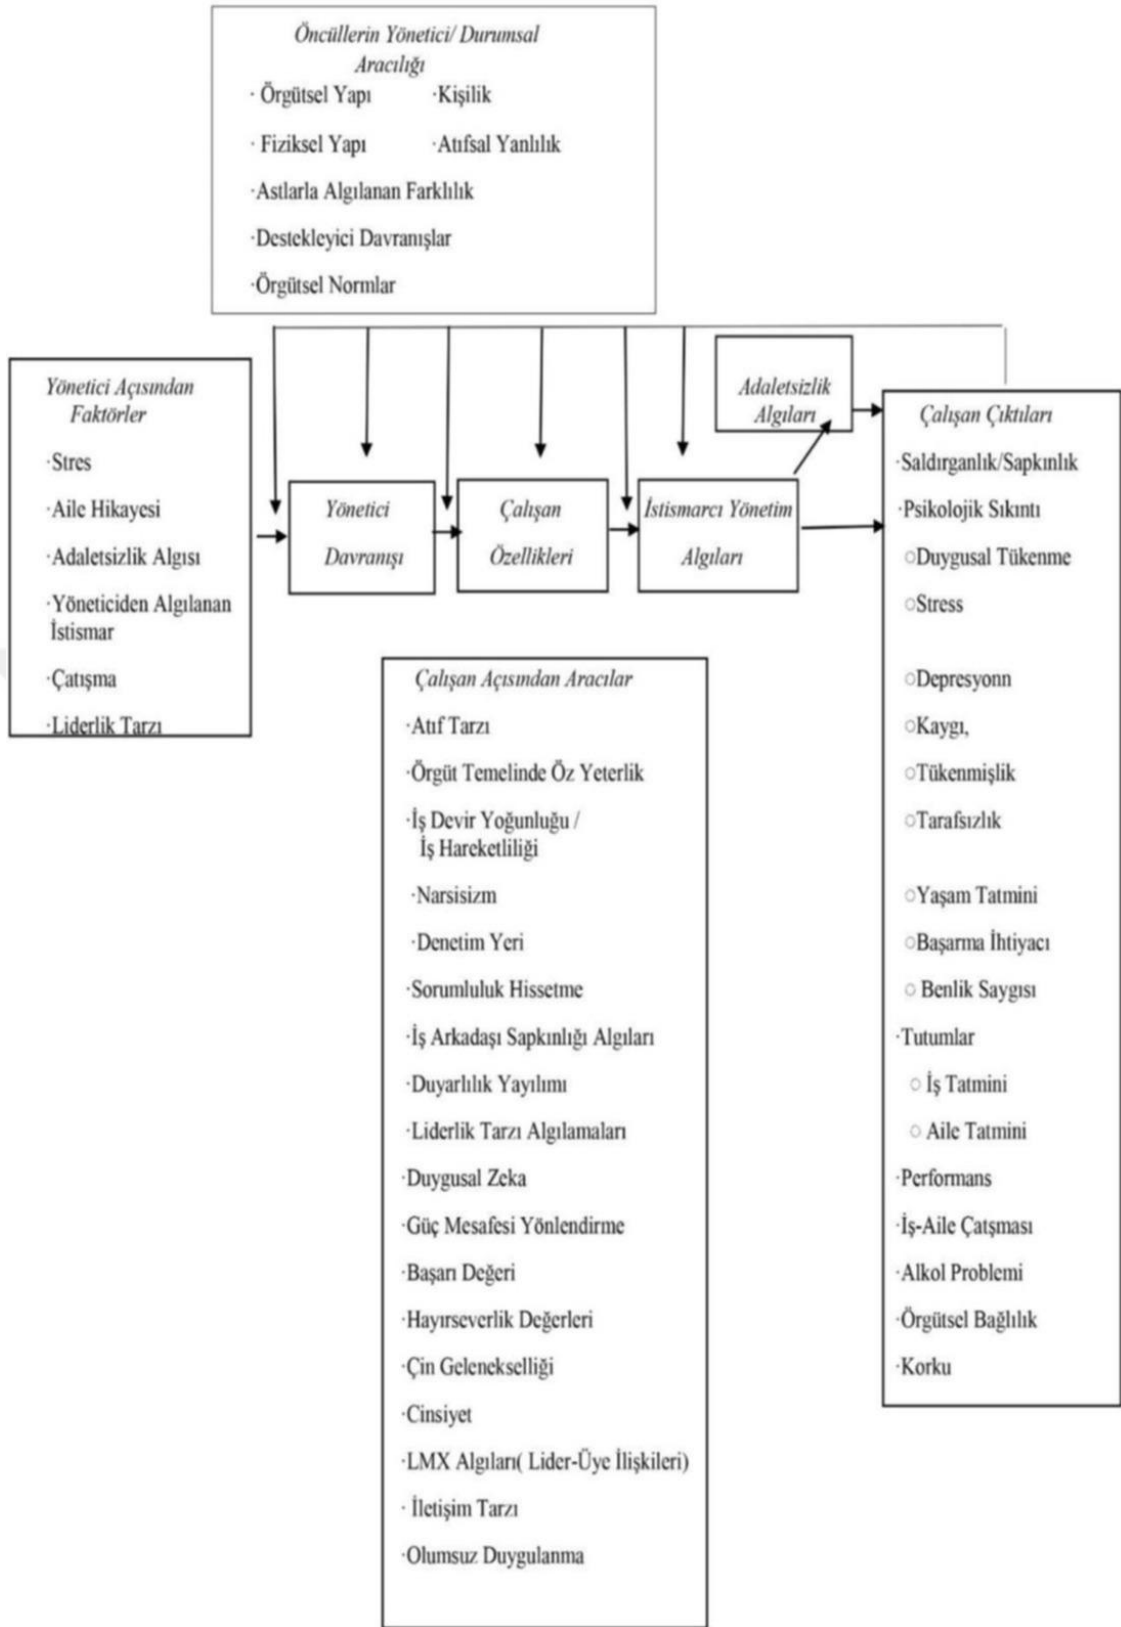 Öncüllerin Yönetici/ Durumsal
Aracılığı
· Örgütsel Yapı ·Kişilik
· Fiziksel Yapı ·Atıfsal Yanlılık
·Astlarla Algılanan Farklılık
·Destekleyici Davranışlar
·Örgütsel Normlar
Yönetici Açısından
Faktörler
·Stres
·Aile Hikayesi
·Adaletsizlik Algısı
·Yöneticiden Algılanan
İstismar
·Çatışma
·Liderlik Tarzı
Yönetici
Davranışı
Çalışan
Özellikleri
İstismarcı Yönetim
Algıları
Adaletsizlik
Algıları
Çalışan Açısından Aracılar
·Atıf Tarzı
·Örgüt Temelinde Öz Yeterlik
·İş Devir Yoğunluğu /
İş Hareketliliği
·Narsisizm
·Denetim Yeri
·Sorumluluk Hissetme
·İş Arkadaşı Sapkınlığı Algıları
·Duyarlılık Yayılımı
·Liderlik Tarzı Algılamaları
·Duygusal Zeka
·Güç Mesafesi Yönlendirme
·Başarı Değeri
·Hayırseverlik Değerleri
·Çin Gelenekselliği
·Cinsiyet
·LMX Algıları( Lider-Üye İlişkileri)
· İletişim Tarzı
·Olumsuz Duygulanma
Çalışan Çıktıları
·Saldırganlık/Sapkınlık
·Psikolojik Sıkıntı
○Duygusal Tükenme
○Stress
○Depresyonn
○Kaygı,
○Tükenmişlik
○Tarafsızlık
○Yaşam Tatmini
○Başarma İhtiyacı
○ Benlik Saygısı
·Tutumlar
○ İş Tatmini
○ Aile Tatmini
·Performans
·İş-Aile Çatşması
·Alkol Problemi
·Örgütsel Bağlılık
·Korku